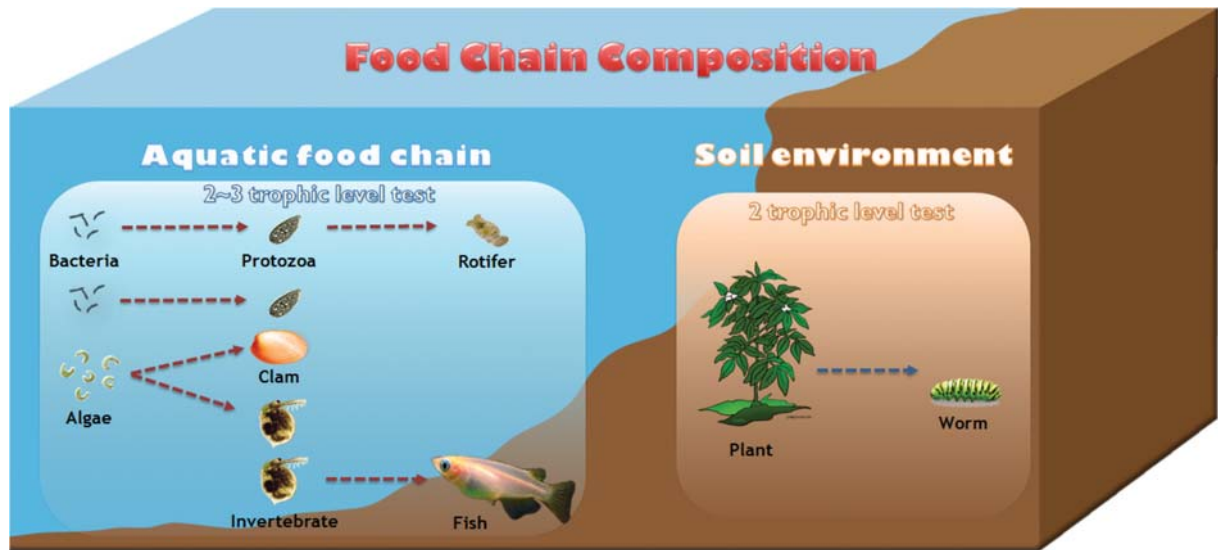 Food Chain Composition
Aquatic food chain
2~3 trophic level test
Bacteria
Protozoa
Rotifer
Clam
Algae
Invertebrate
Fish
Soil environment
2 trophic level test
Plant
Worm